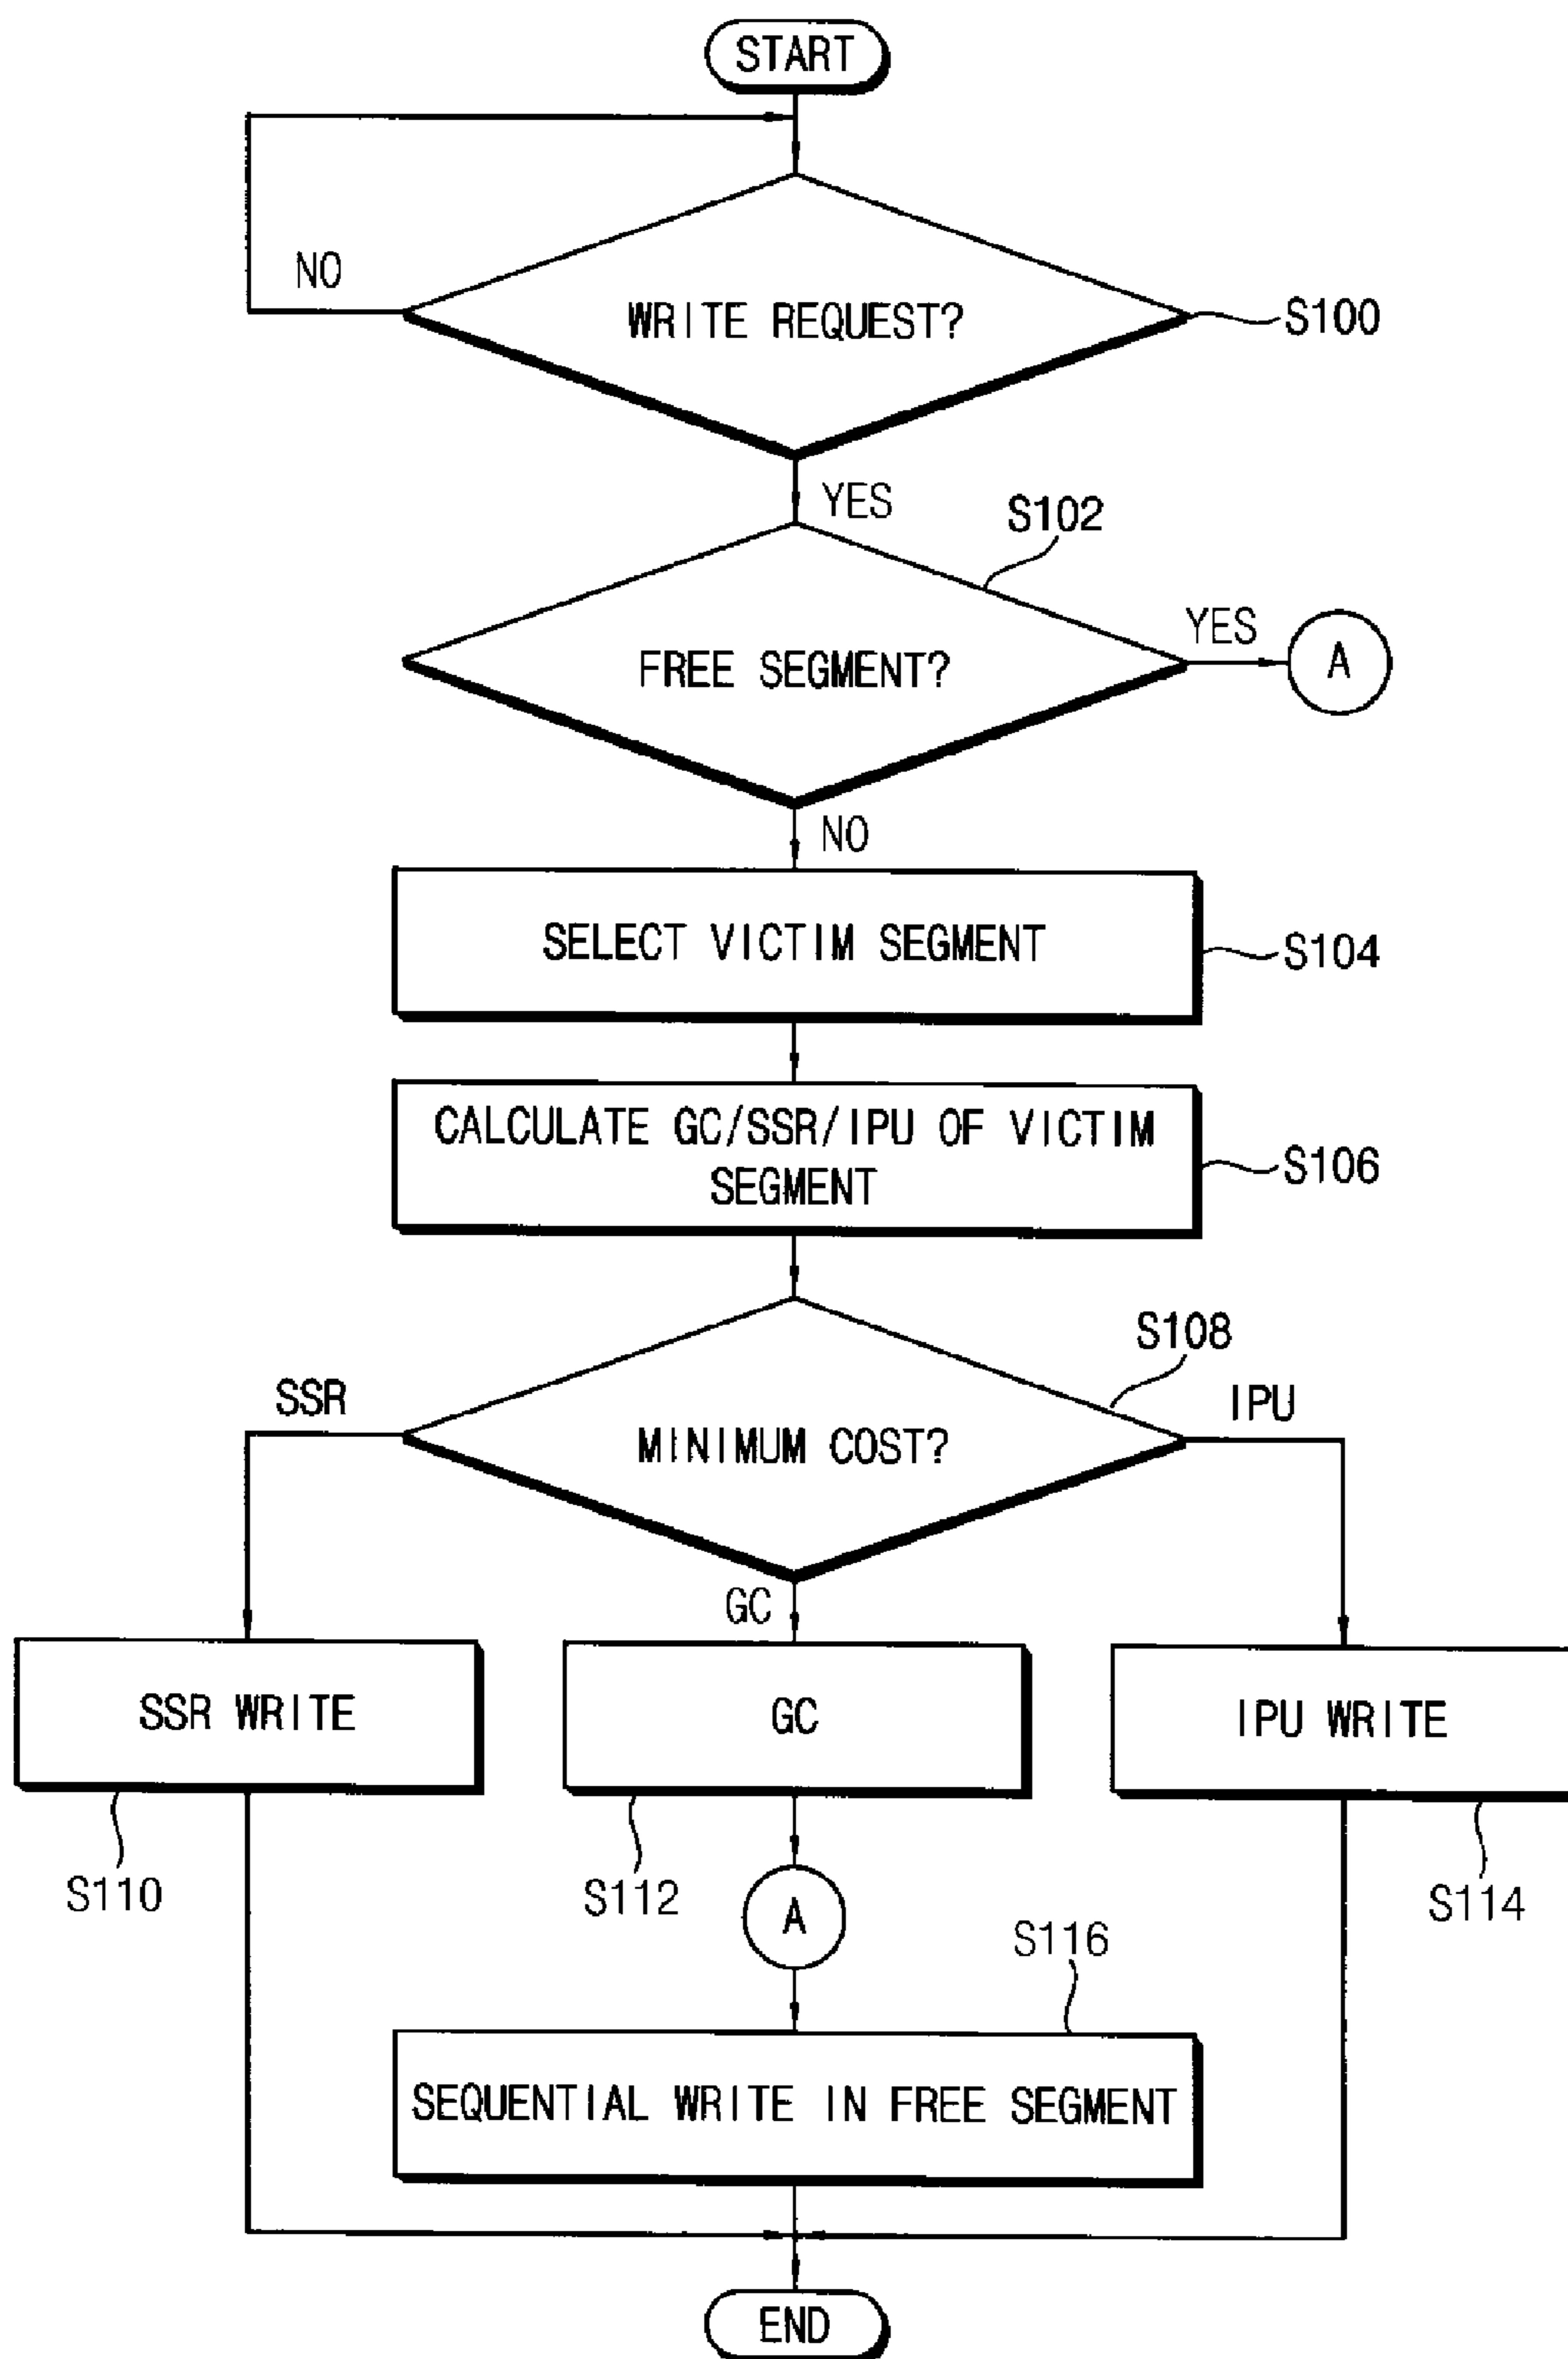 START
NO
WRITE REQUEST?
S100
YES
S102
FREE SEGMENT?
YES
A
NO
SELECT VICTIM SEGMENT
S104
CALCULATE GC/SSR/IPU OF VICTIM
SEGMENT
S106
S108
SSR
MINIMUM COST?
IPU
GC
SSR WRITE
GC
IPU WRITE
S110
S112
S114
A
S116
SEQUENTIAL WRITE IN FREE SEGMENT
END